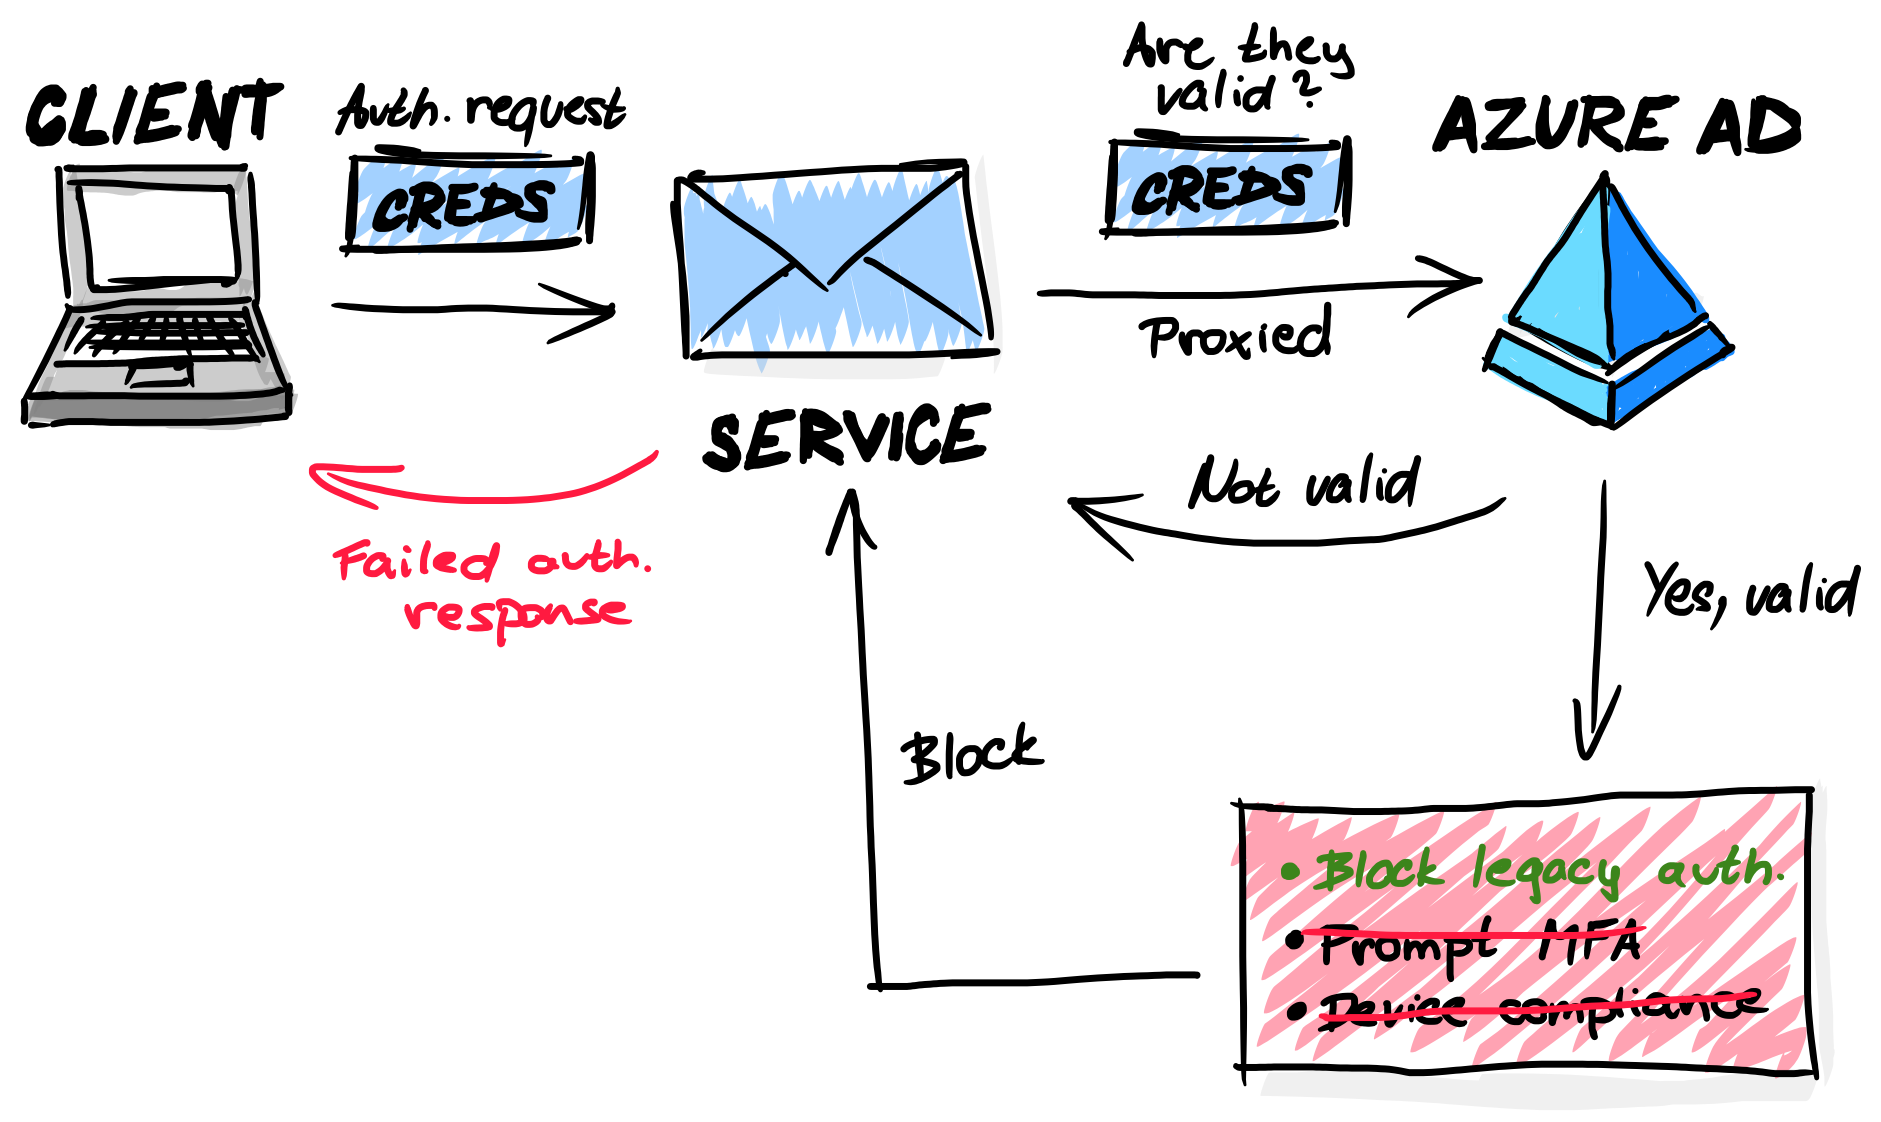 CLIENT
Auth. request
CREDS
Are they
valid?
CREDS
AZURE AD
Proxied
SERVICE
Not valid
Failed auth.
response
Yes, valid
Block
• Block legacy auth.
• Prompt MFA
• Device compliance